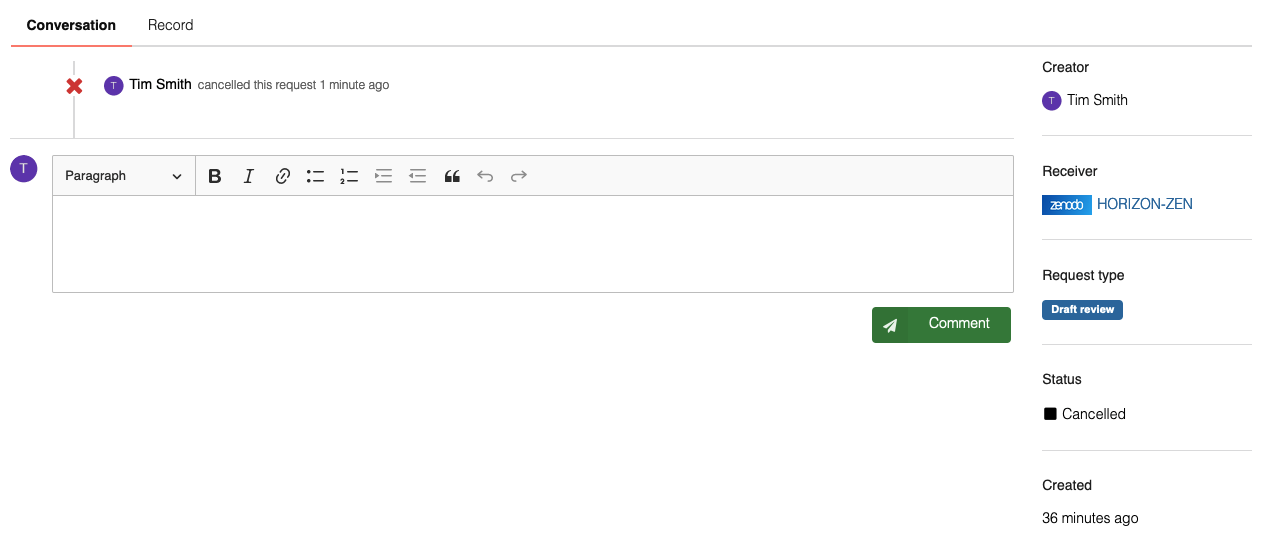 Conversation Record
T Tim Smith cancelled this request 1 minute ago
T
Paragraph
Comment
Creator
T Tim Smith
Receiver
zenodo HORIZON-ZEN
Request type
Draft review
Status
Cancelled
Created
36 minutes ago